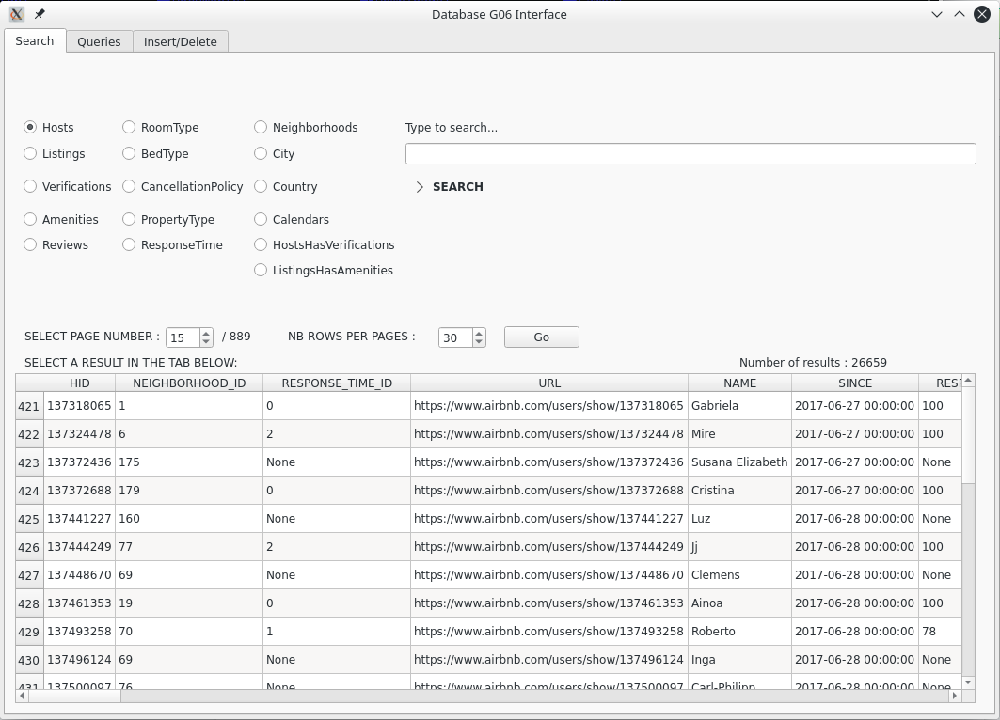 Database G06 Interface
Search Queries Insert/Delete
Hosts RoomType Neighborhoods Type to search...
Listings BedType City
Verifications CancellationPolicy Country SEARCH
Amenities PropertyType Calendars
Reviews ResponseTime HostsHasVerifications
ListingsHasAmenities
SELECT PAGE NUMBER : 15 / 889 NB ROWS PER PAGES : 30 Go
SELECT A RESULT IN THE TAB BELOW: Number of results : 26659
HID NEIGHBORHOOD_ID RESPONSE_TIME_ID URL NAME SINCE RESP
421 137318065 1 0 https://www.airbnb.com/users/show/137318065 Gabriela 2017-06-27 00:00:00 100
422 137324478 6 2 https://www.airbnb.com/users/show/137324478 Mire 2017-06-27 00:00:00 100
423 137372436 175 None https://www.airbnb.com/users/show/137372436 Susana Elizabeth 2017-06-27 00:00:00 None
424 137372688 179 0 https://www.airbnb.com/users/show/137372688 Cristina 2017-06-27 00:00:00 100
425 137441227 160 None https://www.airbnb.com/users/show/137441227 Luz 2017-06-28 00:00:00 None
426 137444249 77 2 https://www.airbnb.com/users/show/137444249 Jj 2017-06-28 00:00:00 100
427 137448670 69 None https://www.airbnb.com/users/show/137448670 Clemens 2017-06-28 00:00:00 None
428 137461353 19 0 https://www.airbnb.com/users/show/137461353 Ainoa 2017-06-28 00:00:00 100
429 137493258 70 1 https://www.airbnb.com/users/show/137493258 Roberto 2017-06-28 00:00:00 78
430 137496124 69 None https://www.airbnb.com/users/show/137496124 Inga 2017-06-28 00:00:00 None
431 137500097 76 None https://www.airbnb.com/users/show/137500097 Carl-Philipp 2017-06-28 00:00:00 None